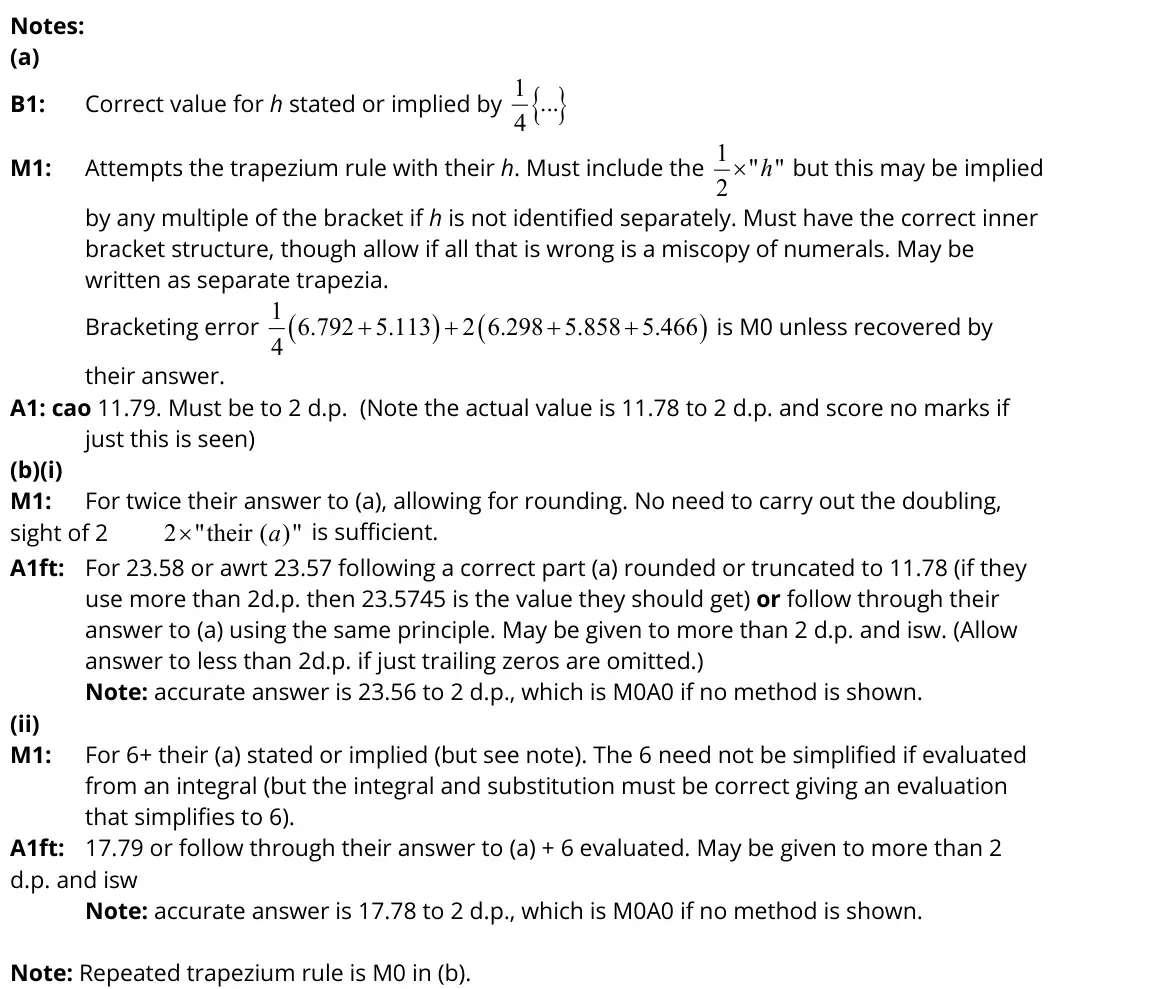 Notes:
(a)
B1: Correct value for h stated or implied by 1/4{...}
M1: Attempts the trapezium rule with their h. Must include the 1/2×"h" but this may be implied
by any multiple of the bracket if h is not identified separately. Must have the correct inner
bracket structure, though allow if all that is wrong is a miscopy of numerals. May be
written as separate trapezia.
Bracketing error 1/4(6.792+5.113)+2(6.298+5.858+5.466) is M0 unless recovered by
their answer.
A1: cao 11.79. Must be to 2 d.p. (Note the actual value is 11.78 to 2 d.p. and score no marks if
just this is seen)
(b)(i)
M1: For twice their answer to (a), allowing for rounding. No need to carry out the doubling,
sight of 2 2×"their (a)" is sufficient.
A1ft: For 23.58 or awrt 23.57 following a correct part (a) rounded or truncated to 11.78 (if they
use more than 2d.p. then 23.5745 is the value they should get) or follow through their
answer to (a) using the same principle. May be given to more than 2 d.p. and isw. (Allow
answer to less than 2d.p. if just trailing zeros are omitted.)
Note: accurate answer is 23.56 to 2 d.p., which is M0A0 if no method is shown.
(ii)
M1: For 6+ their (a) stated or implied (but see note). The 6 need not be simplified if evaluated
from an integral (but the integral and substitution must be correct giving an evaluation
that simplifies to 6).
A1ft: 17.79 or follow through their answer to (a) + 6 evaluated. May be given to more than 2
d.p. and isw
Note: accurate answer is 17.78 to 2 d.p., which is M0A0 if no method is shown.
Note: Repeated trapezium rule is M0 in (b).